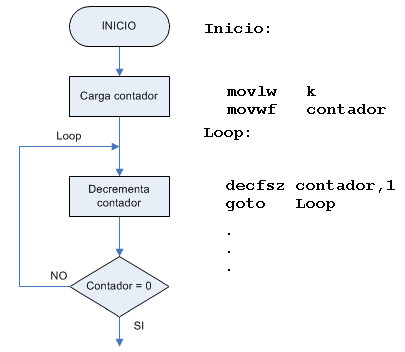 INICIO
Carga contador
Loop
Decrementa
contador
Contador = 0
NO
SI
Inicio:
movlw k
movwf contador
Loop:
decfsz contador,1
goto Loop
.
.
.